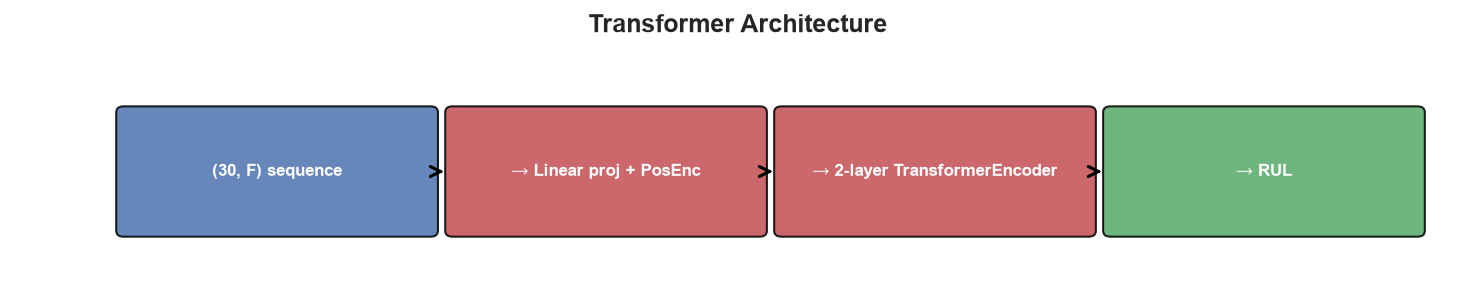 Transformer Architecture
(30, F) sequence
→ Linear proj + PosEnc
→ 2-layer TransformerEncoder
→ RUL